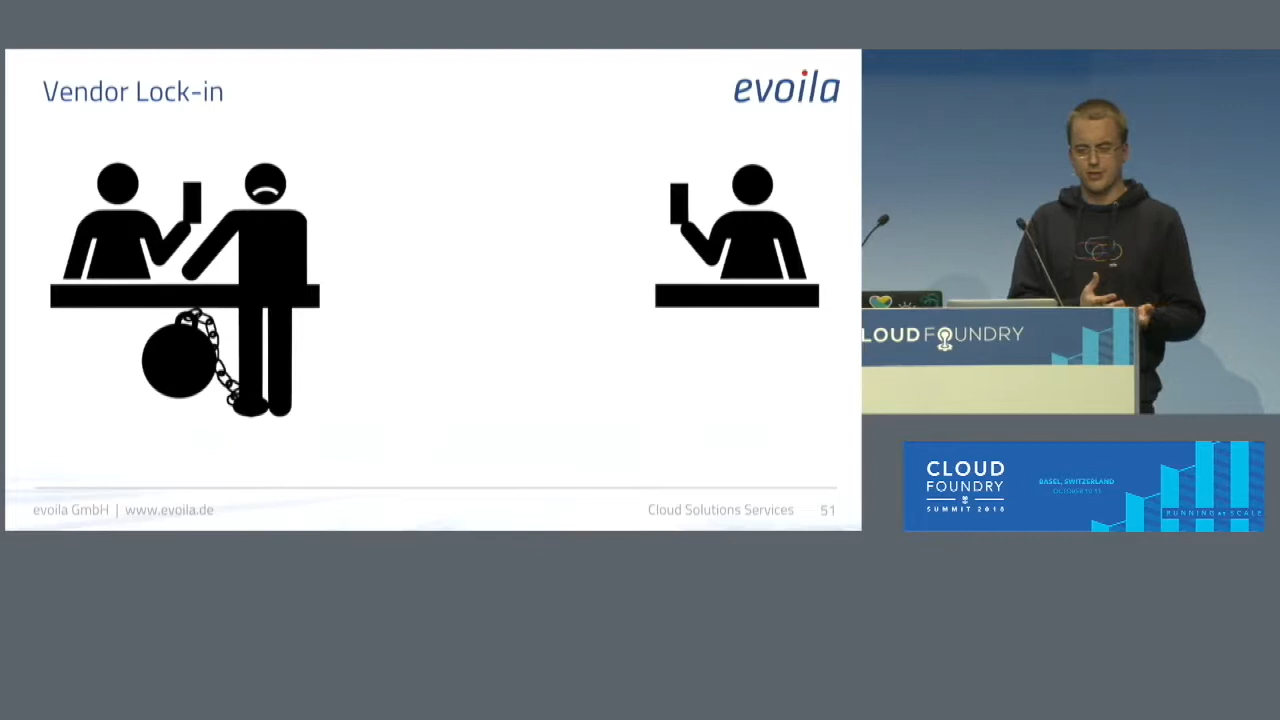 Vendor Lock-in
evoila
evoila GmbH | www.evoila.de
Cloud Solutions Services 51
LOUD FOUNDRY
CLOUD
FOUNDRY
SUMMIT 2018
BASEL, SWITZERLAND
RUNNING AT SCALE